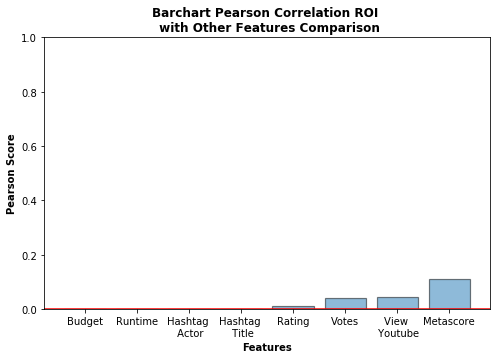 Barchart Pearson Correlation ROI
with Other Features Comparison
Pearson Score
1.0
0.8
0.6
0.4
0.2
0.0
Budget
Runtime
Hashtag
Actor
Hashtag
Title
Rating
Votes
View
Youtube
Metascore
Features